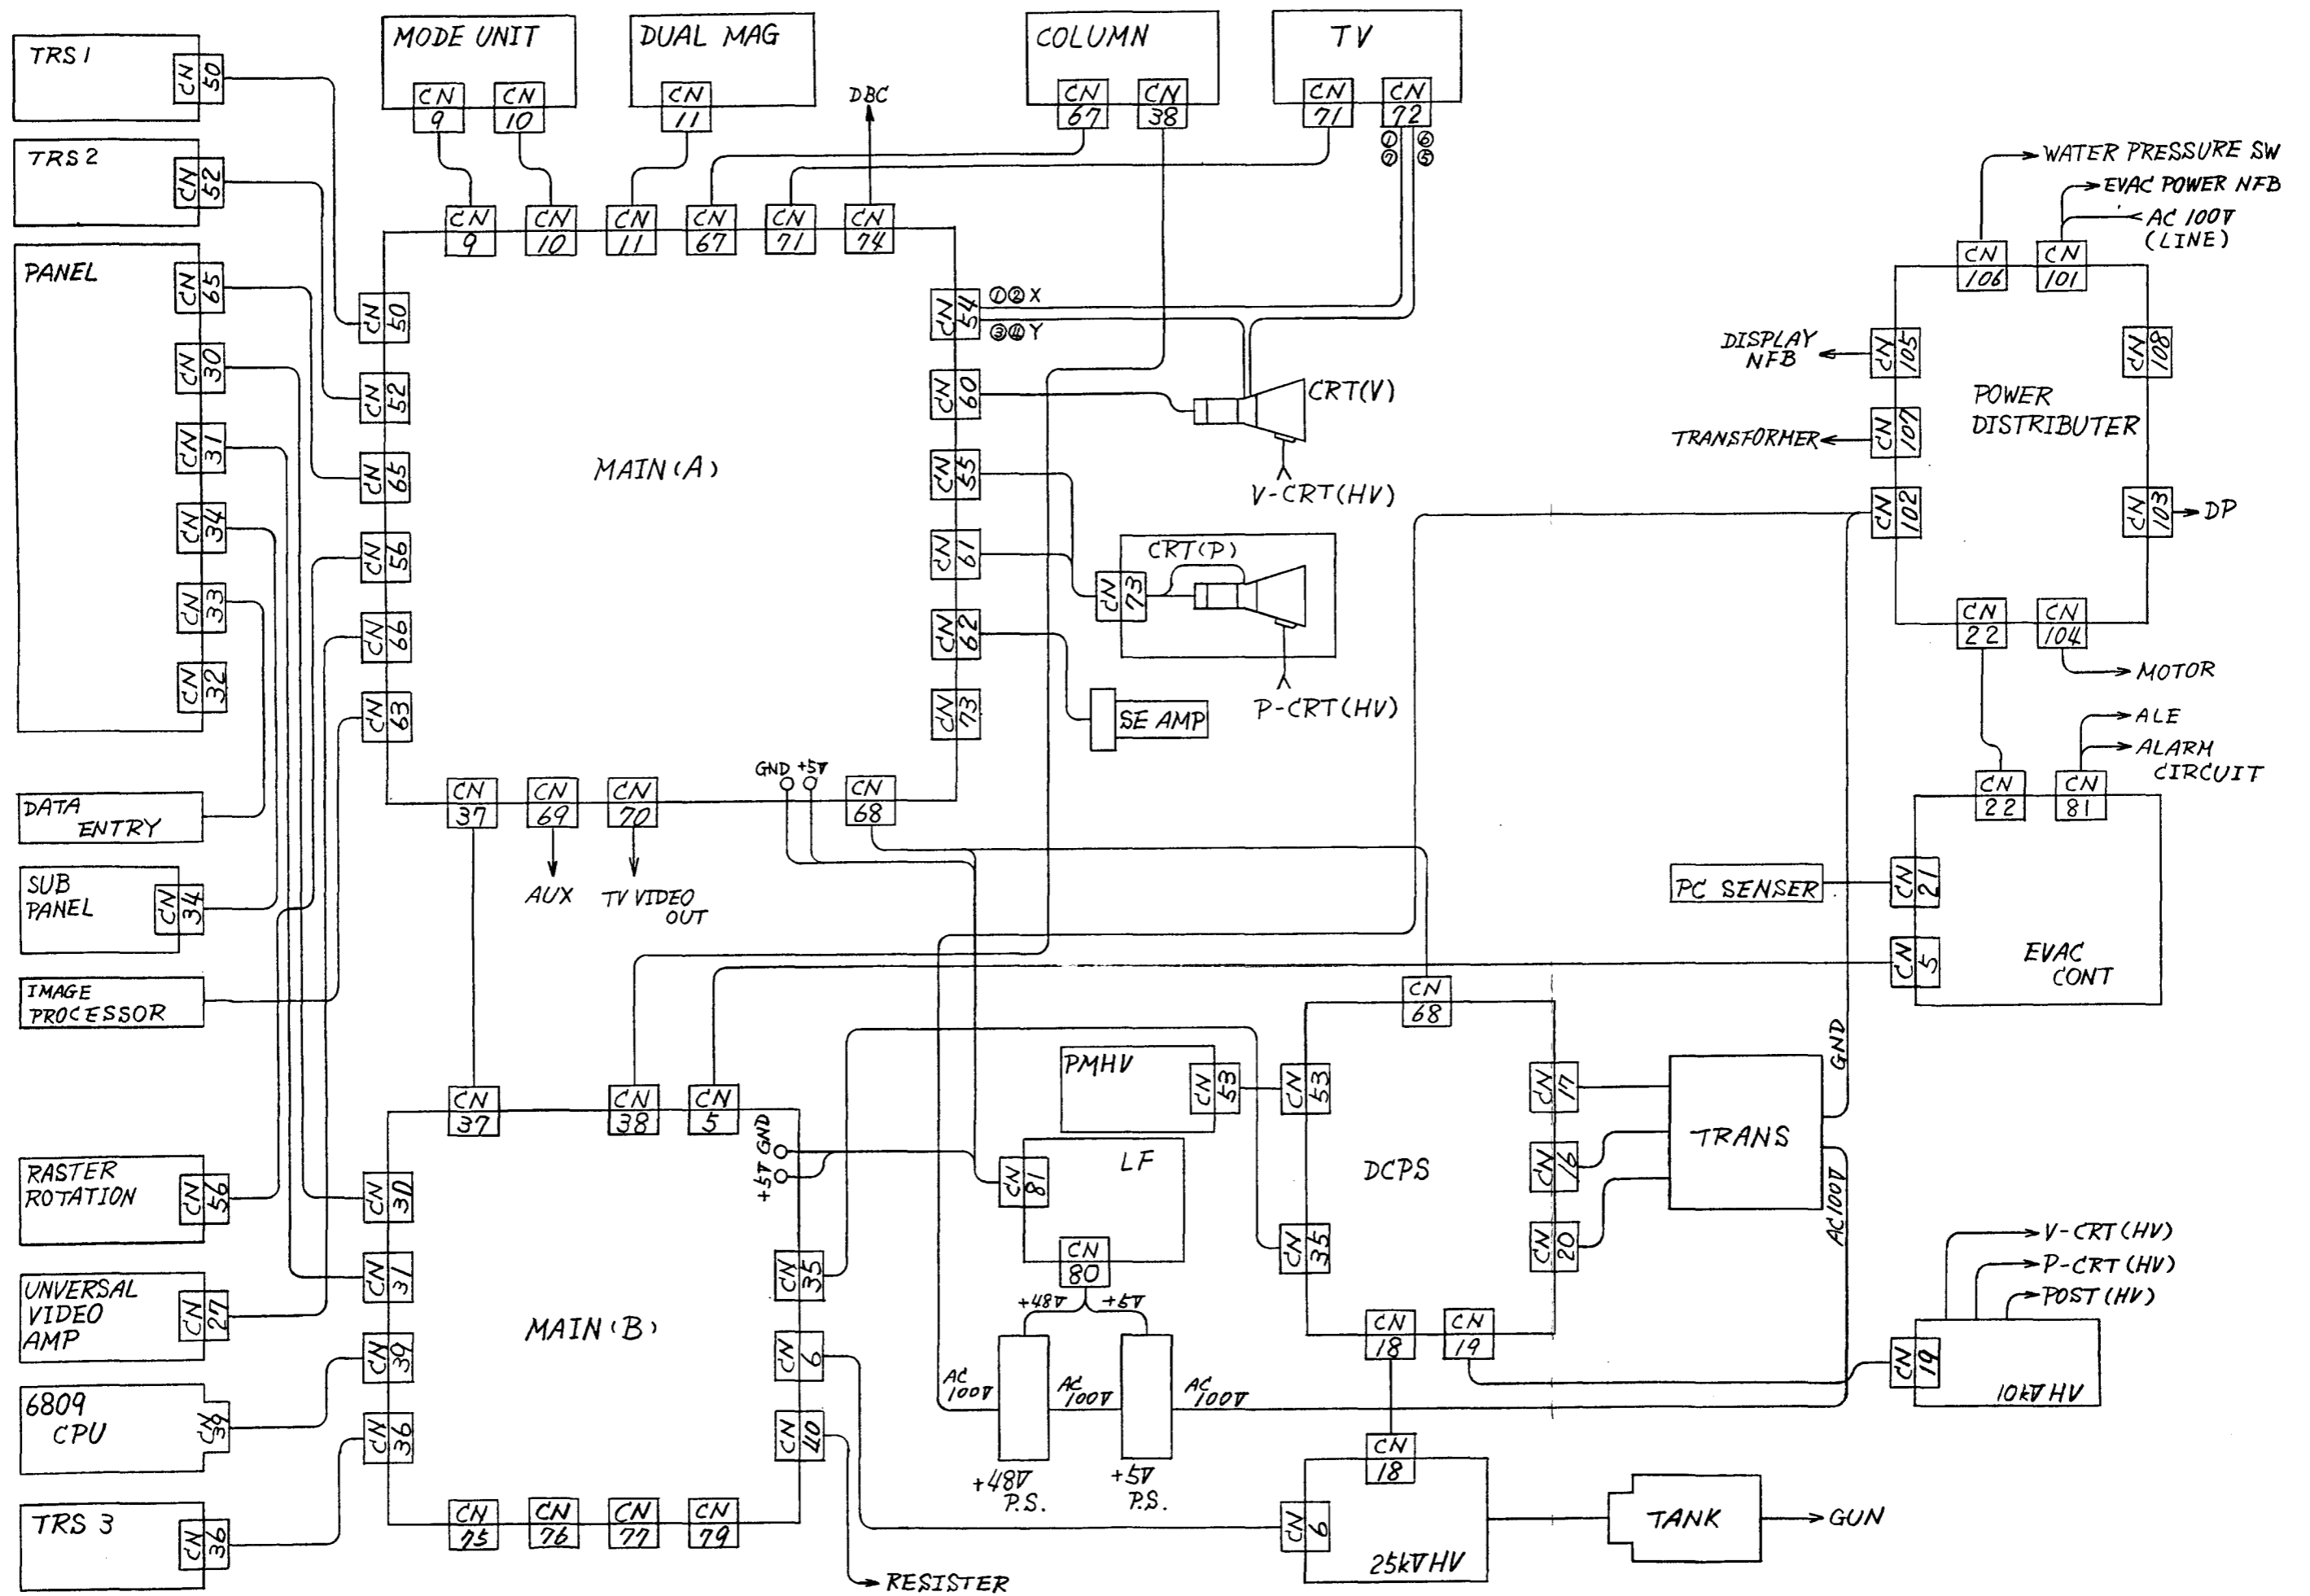 TRS 1
CN 50
TRS 2
CN 52
PANEL
CN 65
CN 30
CN 31
CN 34
CN 33
CN 32
DATA
ENTRY
SUB
PANEL
CN 34
IMAGE
PROCESSOR
RASTER
ROTATION
CN 56
UNVERSAL
VIDEO
AMP
CN 27
6809
CPU
CN 39
TRS 3
CN 36
MODE UNIT
CN 9
CN 10
DUAL MAG
CN 11
DBC
COLUMN
CN 67
CN 38
TV
CN 71
CN 72
① ⑥
② ⑤
CN 9
CN 10
CN 11
CN 67
CN 71
CN 74
CN 50
CN 52
CN 65
CN 56
CN 66
CN 63
MAIN(A)
CN 54
①② X
③④ Y
CN 60
CN 55
CN 61
CN 62
CN 73
CN 37
CN 69
CN 70
GND +5V
CN 68
AUX
TV VIDEO
OUT
CRT(V)
V-CRT(HV)
CRT(P)
CN 73
P-CRT(HV)
SE AMP
WATER PRESSURE SW
EVAC POWER NFB
AC 100V
(LINE)
CN 106
CN 101
DISPLAY
NFB
CN 105
CN 108
POWER
DISTRIBUTER
TRANSFORMER
CN 107
CN 102
CN 103
DP
CN 22
CN 104
MOTOR
ALE
ALARM
CIRCUIT
CN 22
CN 81
PC SENSER
CN 21
CN 5
EVAC
CONT
CN 37
CN 38
CN 5
GND
+5V
CN 30
CN 31
CN 39
CN 36
MAIN(B)
CN 35
CN 6
CN 40
CN 75
CN 76
CN 77
CN 79
RESISTER
PMHV
CN 53
LF
CN 81
CN 80
+48V
+5V
AC
100V
AC
100V
AC
100V
+48V
P.S.
+5V
P.S.
CN 68
CN 53
CN 35
DCPS
CN 17
CN 16
CN 20
CN 18
CN 19
TRANS
GND
AC100V
V-CRT(HV)
P-CRT(HV)
POST(HV)
CN 19
10kV HV
CN 18
CN 6
25kV HV
TANK
GUN